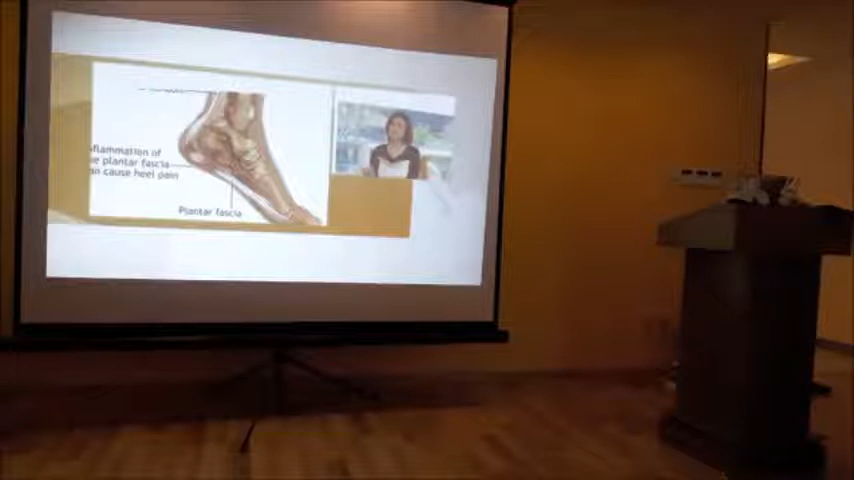 flammation of
e plantar fascia
an cause heel pain
Plantar fascia